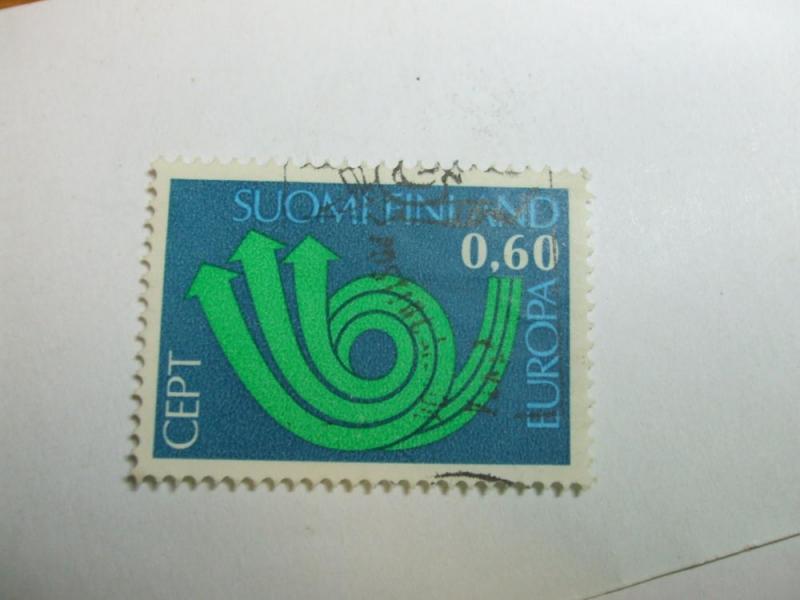 SUOMI FINLAND
0,60
EUROPA
CEPT